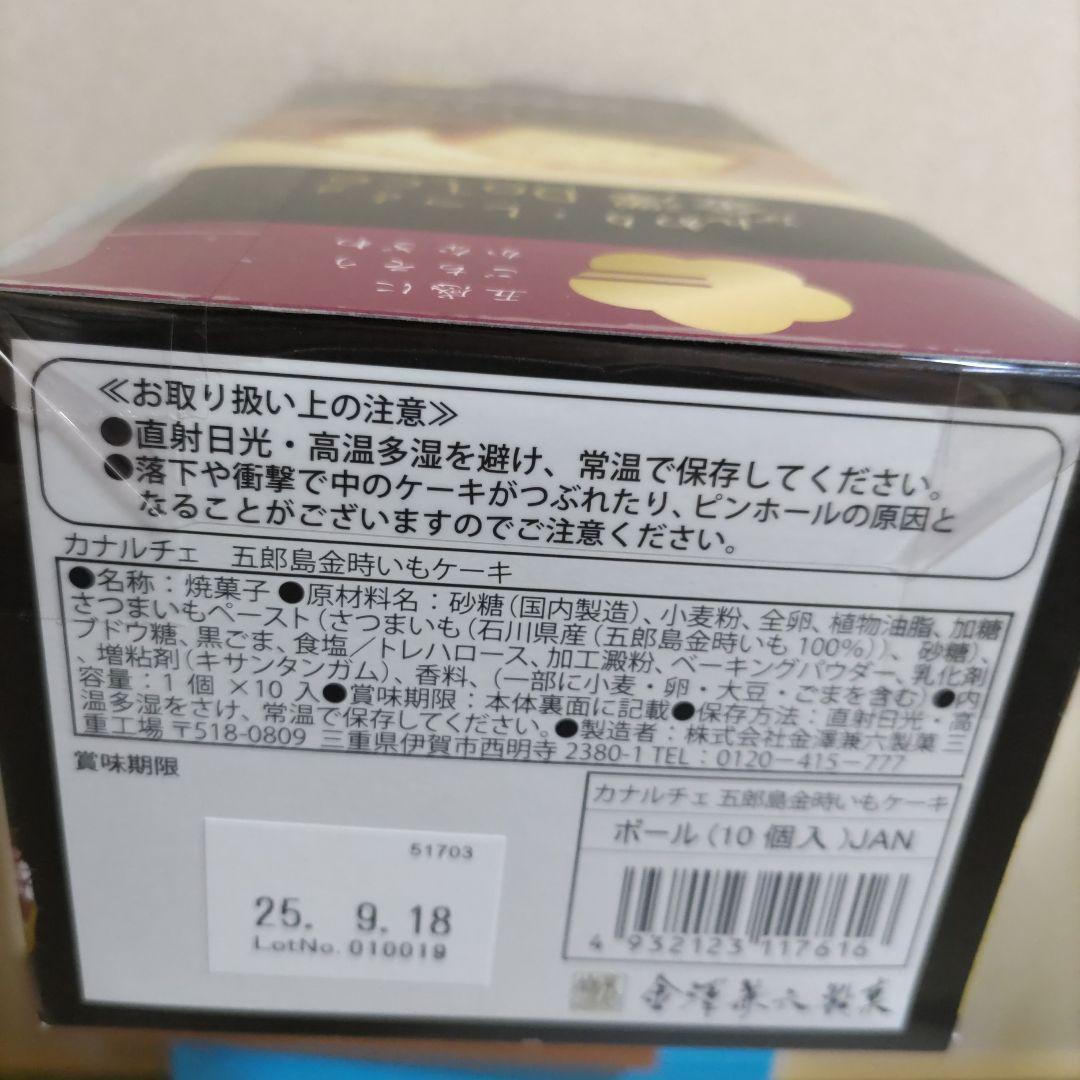 五感に
ごちそう
かなざわ
≪お取り扱い上の注意≫
●直射日光・高温多湿を避け、常温で保存してください。
●落下や衝撃で中のケーキがつぶれたり、ピンホールの原因と
なることがございますのでご注意ください。
カナルチェ 五郎島金時いもケーキ
●名称：焼菓子 ●原材料名：砂糖（国内製造）、小麦粉、全卵、植物油脂、加糖
さつまいもペースト（さつまいも（石川県産（五郎島金時いも 100%））、砂糖）、
ブドウ糖、黒ごま、食塩／トレハロース、加工澱粉、ベーキングパウダー、乳化剤
、増粘剤（キサンタンガム）、香料、（一部に小麦・卵・大豆・ごまを含む）●内
容量：1個 ×10 入●賞味期限：本体裏面に記載●保存方法：直射日光・高
温多湿をさけ、常温で保存してください。●製造者：株式会社金澤兼六製菓 三
重工場 〒518-0809 三重県伊賀市西明寺 2380-1 TEL：0120-415-777
賞味期限
51703
25. 9.18
LotNo. 010019
カナルチェ 五郎島金時いもケーキ
ボール（10 個入）JAN
4 932123 117616
金澤兼六製菓